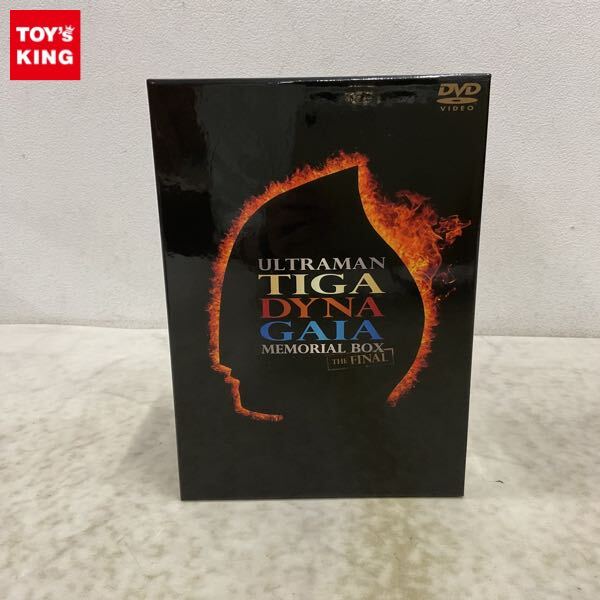 TOY's
KING
DVD
VIDEO
ULTRAMAN
TIGA
DYNA
GAIA
MEMORIAL BOX
THE FINAL